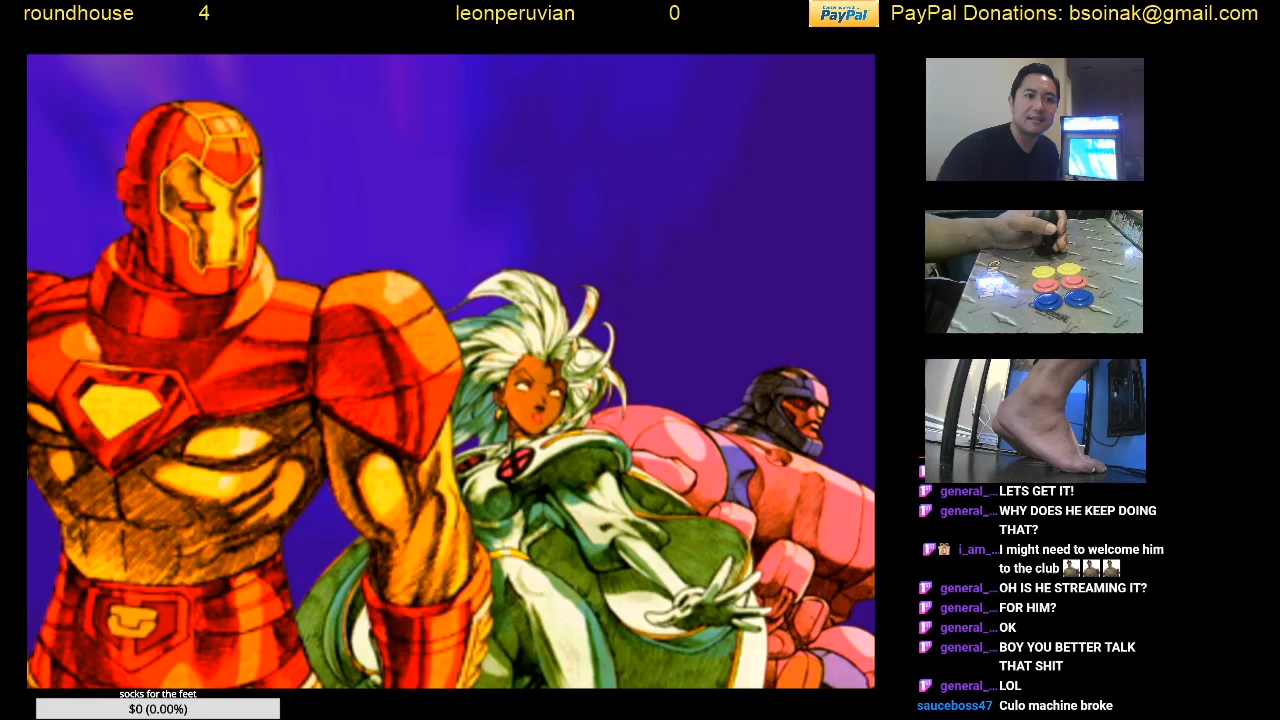 roundhouse 4 leonperuvian 0 PayPal PayPal Donations: bsoinak@gmail.com
general_... LETS GET IT!
general_... WHY DOES HE KEEP DOING
THAT?
i_am_... I might need to welcome him
to the club
general_... OH IS HE STREAMING IT?
general_... FOR HIM?
general_... OK
general_... BOY YOU BETTER TALK
THAT SHIT
general_... LOL
sauceboss47 Culo machine broke
socks for the feet
$0 (0.00%)